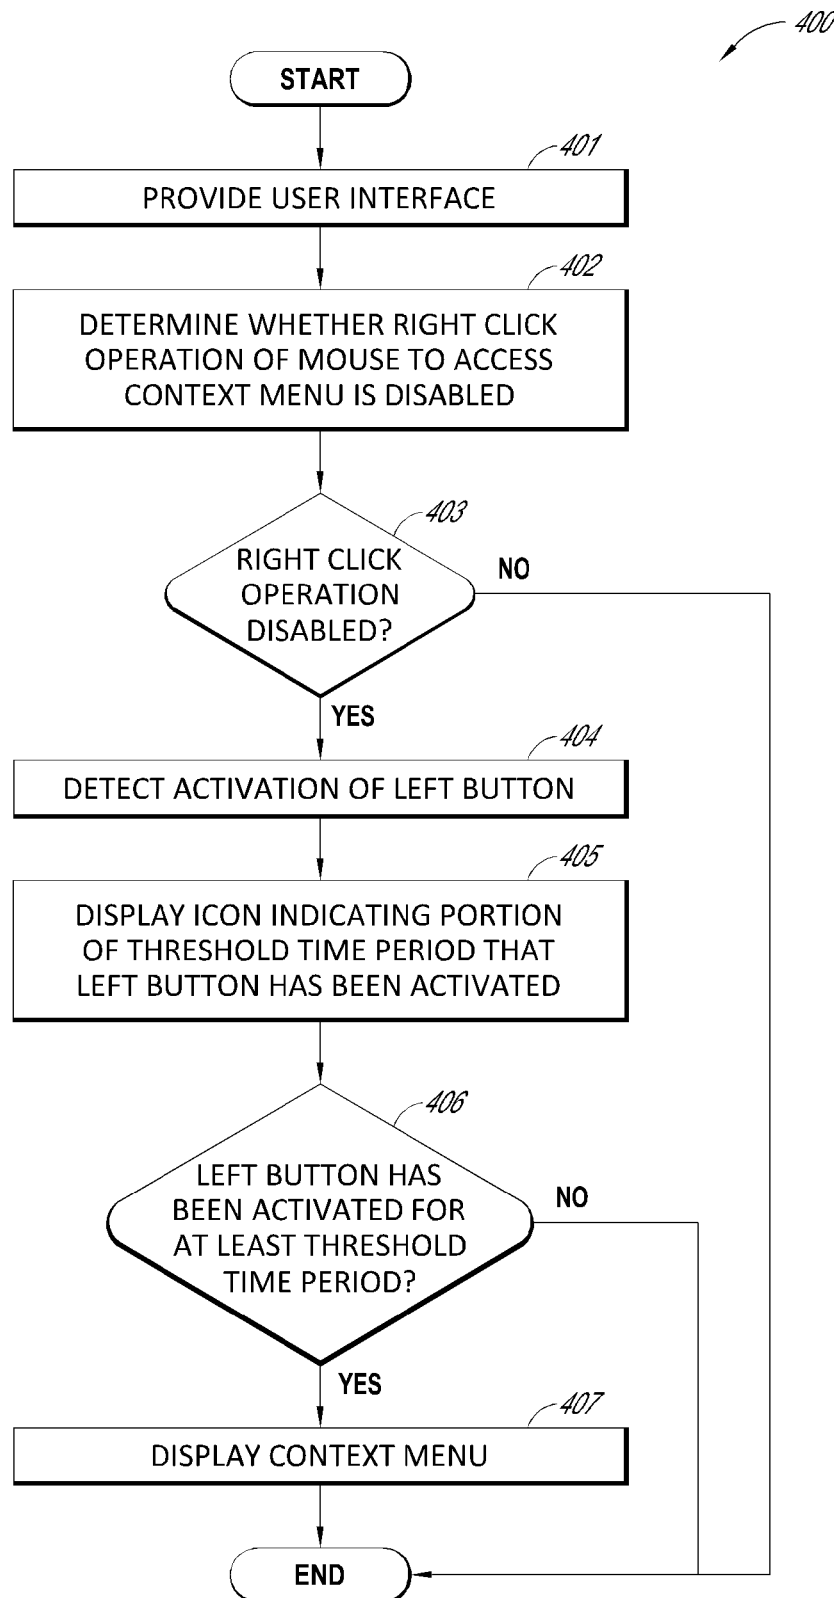 400
START
401
PROVIDE USER INTERFACE
402
DETERMINE WHETHER RIGHT CLICK
OPERATION OF MOUSE TO ACCESS
CONTEXT MENU IS DISABLED
403
RIGHT CLICK
OPERATION
DISABLED?
NO
YES
404
DETECT ACTIVATION OF LEFT BUTTON
405
DISPLAY ICON INDICATING PORTION
OF THRESHOLD TIME PERIOD THAT
LEFT BUTTON HAS BEEN ACTIVATED
406
LEFT BUTTON HAS
BEEN ACTIVATED FOR
AT LEAST THRESHOLD
TIME PERIOD?
NO
YES
407
DISPLAY CONTEXT MENU
END